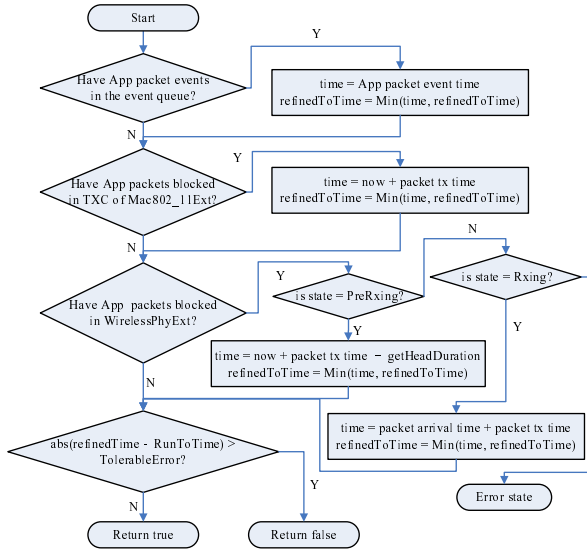 Start
Y
Have App packet events
in the event queue?
time = App packet event time
refinedToTime = Min(time, refinedToTime)
N
Y
Have App packets blocked
in TXC of Mac802_11Ext?
time = now + packet tx time
refinedToTime = Min(time, refinedToTime)
N
N
Y
Have App packets blocked
in WirelessPhyExt?
is state = PreRxing?
is state = Rxing?
Y
Y
time = now + packet tx time − getHeadDuration
refinedToTime = Min(time, refinedToTime)
N
time = packet arrival time + packet tx time
refinedToTime = Min(time, refinedToTime)
abs(refinedTime - RunToTime) >
TolerableError?
Y
N
Error state
Return true
Return false